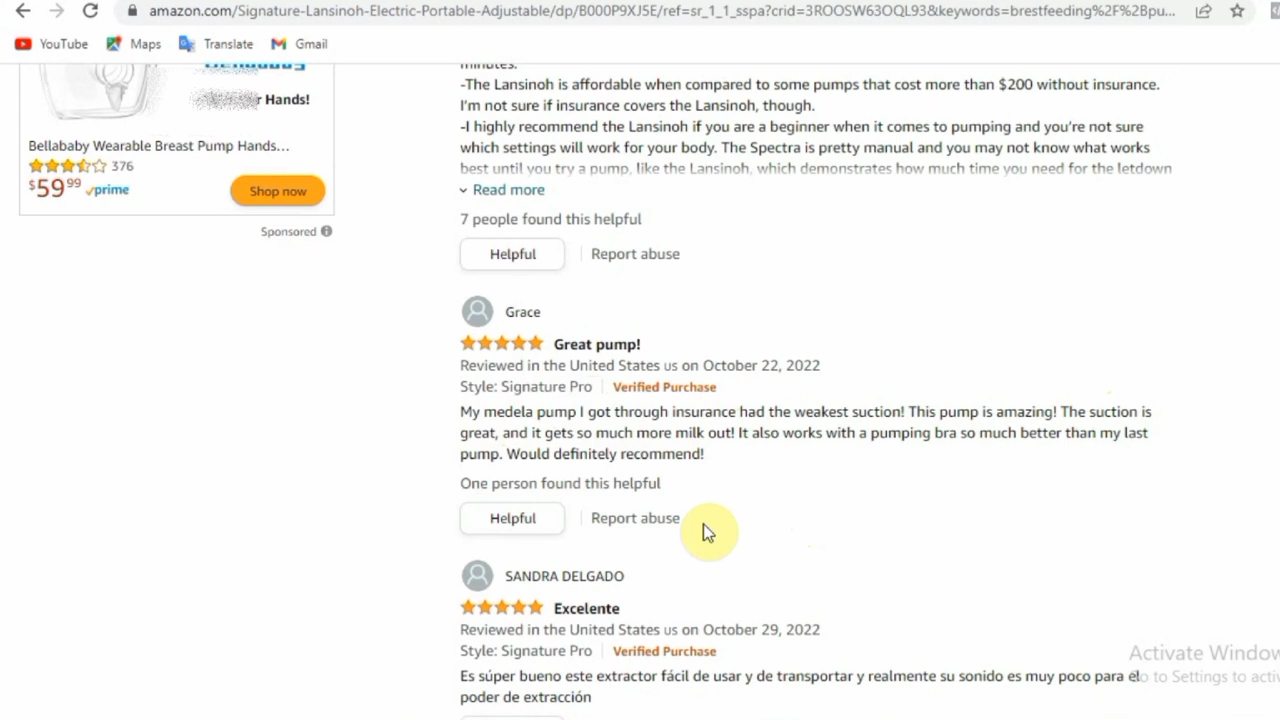 amazon.com/Signature-Lansinoh-Electric-Portable-Adjustable/dp/B000P9XJ5E/ref=sr_1_1_sspa?crid=3ROOSW63OQL93&keywords=brestfeeding%2F%2Bpu...
YouTube Maps Translate Gmail
r Hands!
Bellababy Wearable Breast Pump Hands...
376
$59.99 prime
Shop now
Sponsored
minutes.
-The Lansinoh is affordable when compared to some pumps that cost more than $200 without insurance.
I'm not sure if insurance covers the Lansinoh, though.
-I highly recommend the Lansinoh if you are a beginner when it comes to pumping and you're not sure
which settings will work for your body. The Spectra is pretty manual and you may not know what works
best until you try a pump, like the Lansinoh, which demonstrates how much time you need for the letdown
Read more
7 people found this helpful
Helpful Report abuse
Grace
Great pump!
Reviewed in the United States us on October 22, 2022
Style: Signature Pro Verified Purchase
My medela pump I got through insurance had the weakest suction! This pump is amazing! The suction is
great, and it gets so much more milk out! It also works with a pumping bra so much better than my last
pump. Would definitely recommend!
One person found this helpful
Helpful Report abuse
SANDRA DELGADO
Excelente
Reviewed in the United States us on October 29, 2022
Style: Signature Pro Verified Purchase
Es súper bueno este extractor fácil de usar y de transportar y realmente su sonido es muy poco para el
poder de extracción
Activate Window
Go to Settings to activ